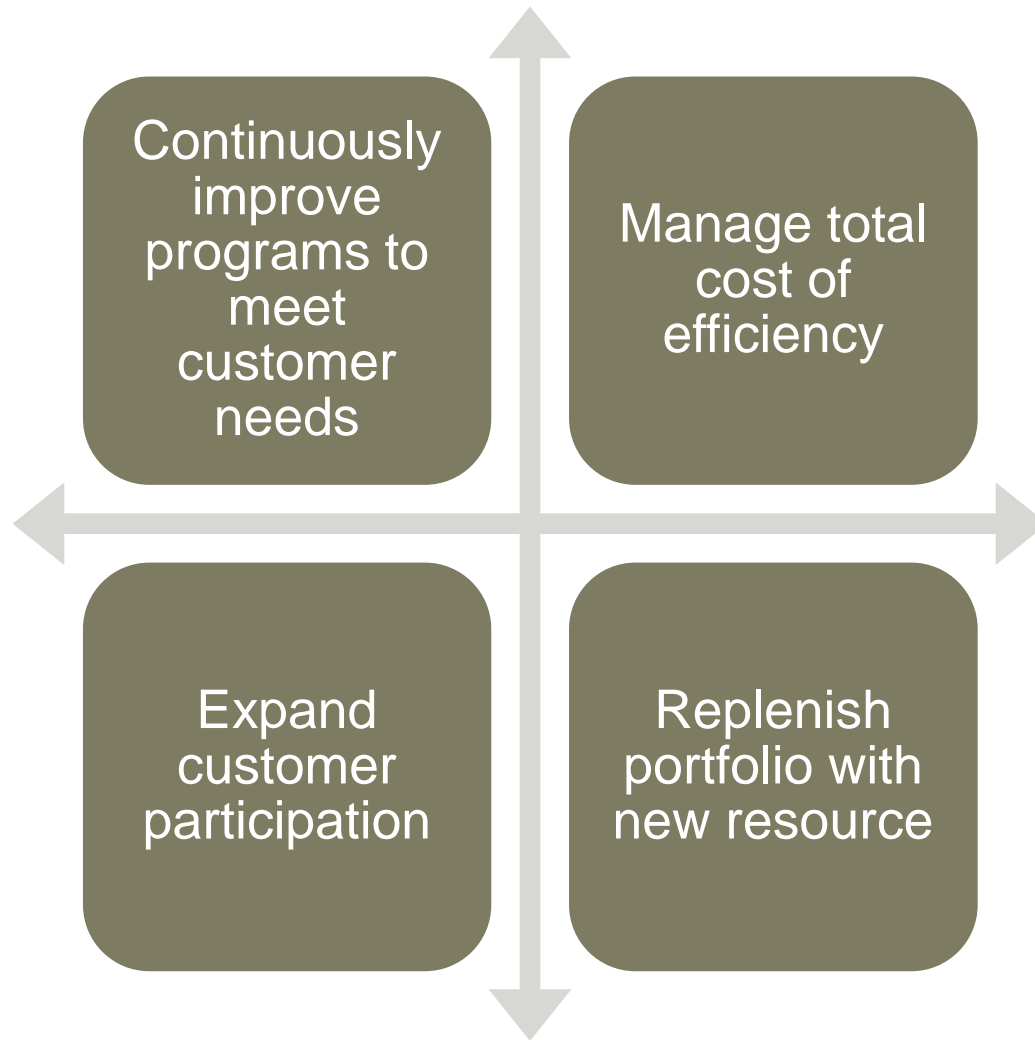 Continuously
improve
programs to
meet
customer
needs
Manage total
cost of
efficiency
Expand
customer
participation
Replenish
portfolio with
new resource